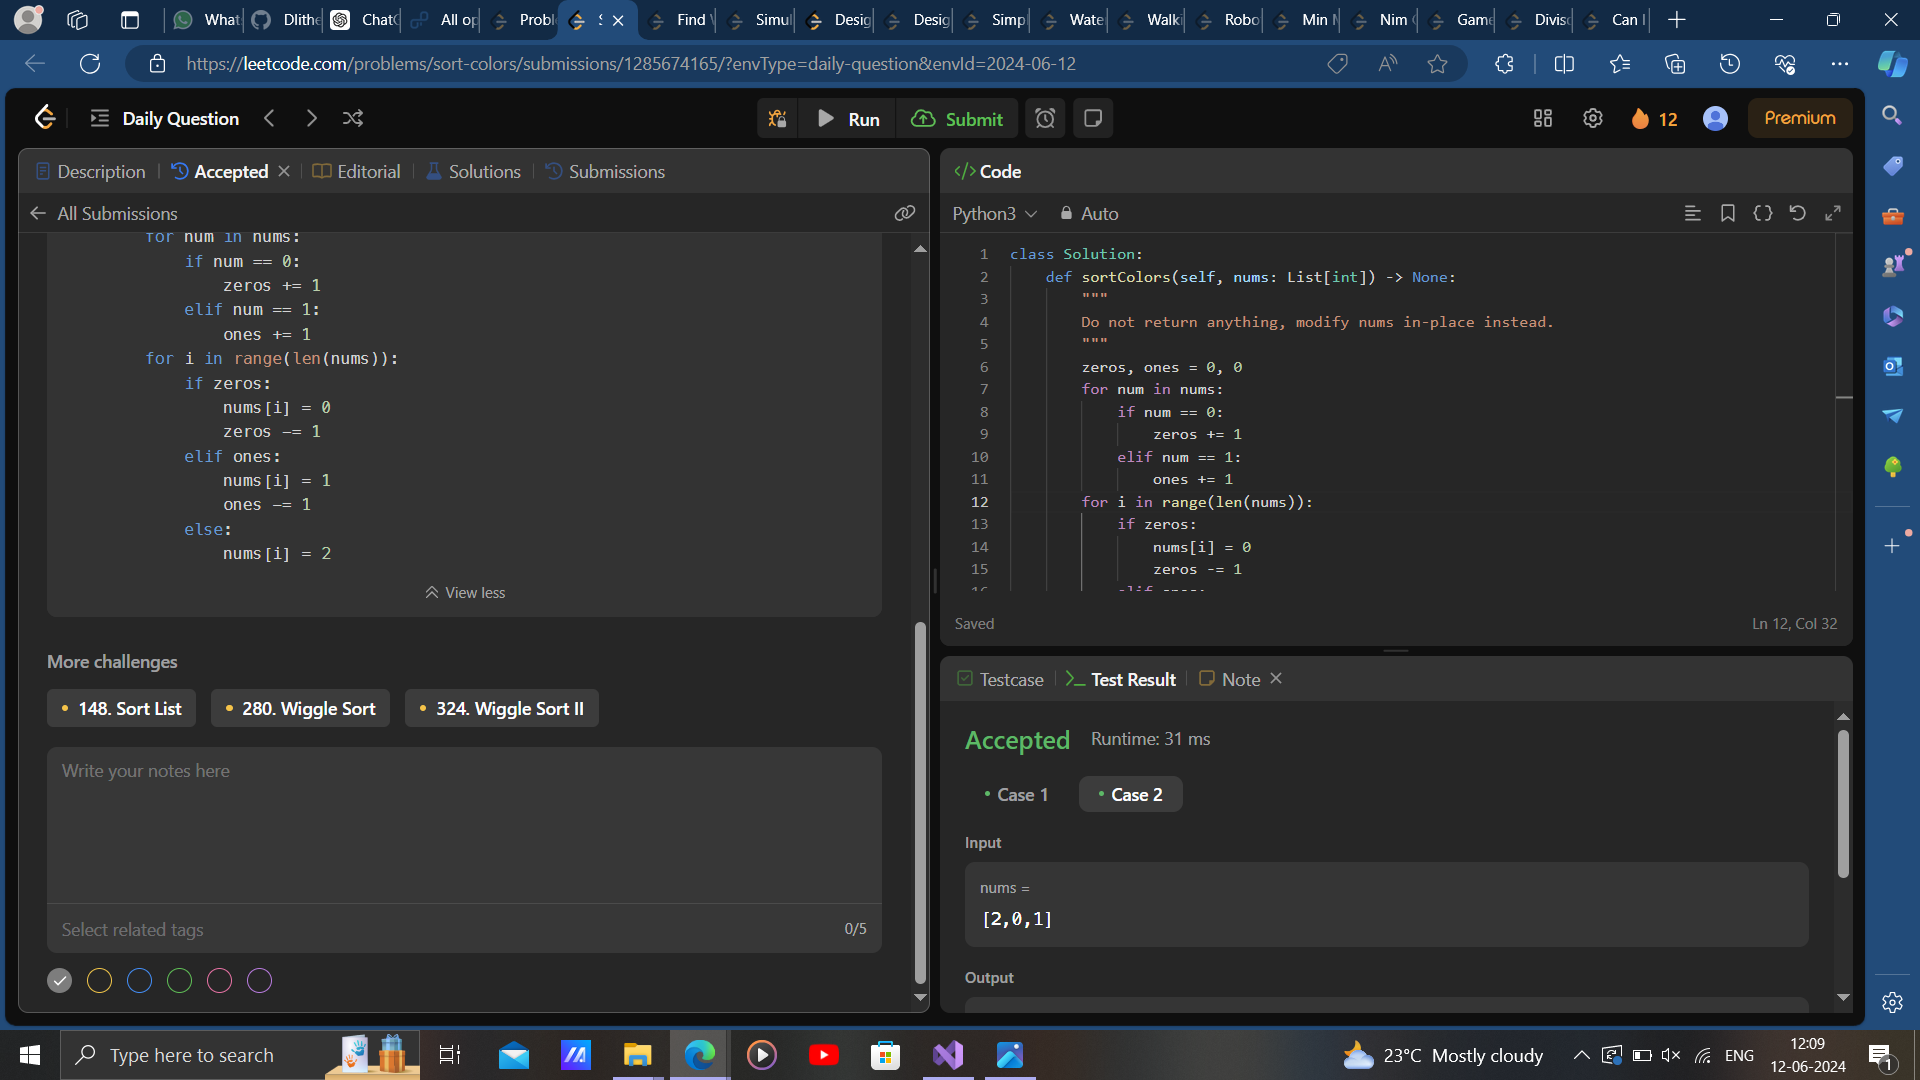 What
Dlithe
ChatG
All op
Proble
S
Find V
Simul
Desig
Desig
Simpl
Wate
Walki
Robo
Min M
Nim G
Game
Diviso
Can I
https://leetcode.com/problems/sort-colors/submissions/1285674165/?envType=daily-question&envId=2024-06-12
Daily Question
Run
Submit
12
Premium
Description
Accepted
Editorial
Solutions
Submissions
All Submissions
for num in nums:
if num == 0:
zeros += 1
elif num == 1:
ones += 1
for i in range(len(nums)):
if zeros:
nums[i] = 0
zeros -= 1
elif ones:
nums[i] = 1
ones -= 1
else:
nums[i] = 2
View less
More challenges
148. Sort List
280. Wiggle Sort
324. Wiggle Sort II
Write your notes here
Select related tags
0/5
</> Code
Python3
Auto
1 class Solution:
2 def sortColors(self, nums: List[int]) -> None:
3 """
4 Do not return anything, modify nums in-place instead.
5 """
6 zeros, ones = 0, 0
7 for num in nums:
8 if num == 0:
9 zeros += 1
10 elif num == 1:
11 ones += 1
12 for i in range(len(nums)):
13 if zeros:
14 nums[i] = 0
15 zeros -= 1
16 elif ones:
Saved
Ln 12, Col 32
Testcase
Test Result
Note
Accepted
Runtime: 31 ms
Case 1
Case 2
Input
nums =
[2,0,1]
Output
Type here to search
23°C Mostly cloudy
ENG
12:09
12-06-2024
1